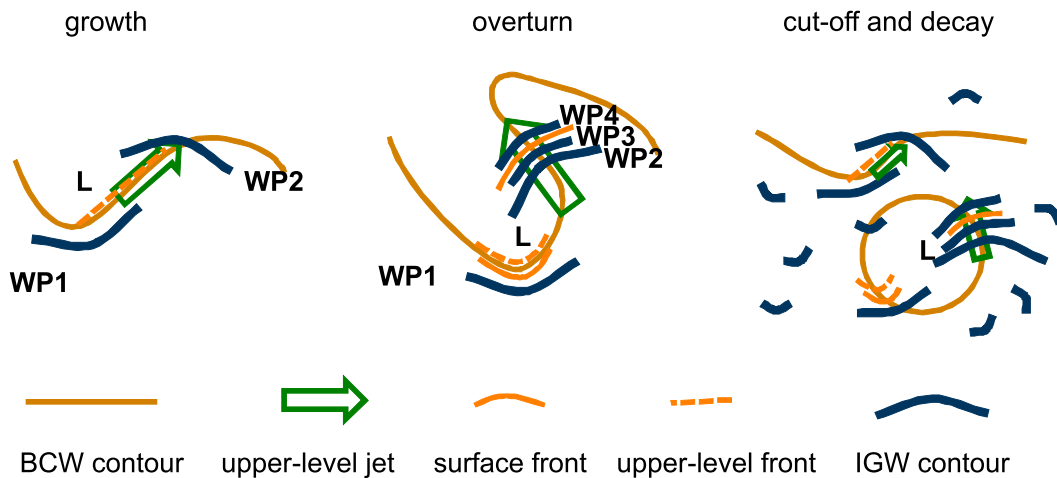 growth overturn cut-off and decay
WP4
WP3
WP2
L WP2
L
L
WP1 WP1
BCW contour upper-level jet surface front upper-level front IGW contour